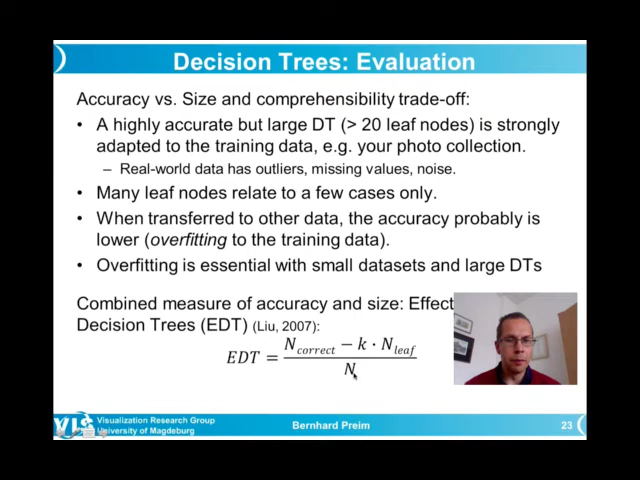 Decision Trees: Evaluation
Accuracy vs. Size and comprehensibility trade-off:
• A highly accurate but large DT (> 20 leaf nodes) is strongly
adapted to the training data, e.g. your photo collection.
– Real-world data has outliers, missing values, noise.
• Many leaf nodes relate to a few cases only.
• When transferred to other data, the accuracy probably is
lower (overfitting to the training data).
• Overfitting is essential with small datasets and large DTs
Combined measure of accuracy and size: Effect
Decision Trees (EDT) (Liu, 2007):
EDT = (N_correct − k · N_leaf) / N
VIS
Visualization Research Group
University of Magdeburg
Bernhard Preim
23